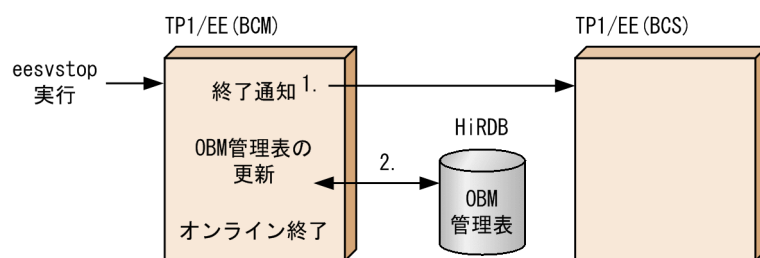 TP1/EE(BCM)
TP1/EE(BCS)
eesvstop
実行
終了通知1.
HiRDB
OBM管理表の
更新
2.
OBM
管理表
オンライン終了